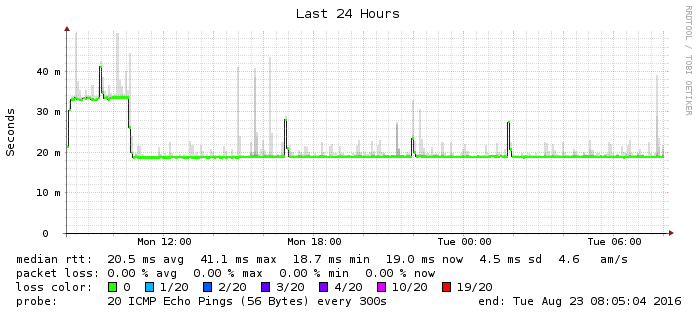 Last 24 Hours
RRDTOOL / TOBI OETIKER
Seconds
40 m
30 m
20 m
10 m
0
Mon 12:00 Mon 18:00 Tue 00:00 Tue 06:00
median rtt: 20.5 ms avg 41.1 ms max 18.7 ms min 19.0 ms now 4.5 ms sd 4.6 am/s
packet loss: 0.00 % avg 0.00 % max 0.00 % min 0.00 % now
loss color: 0 1/20 2/20 3/20 4/20 10/20 19/20
probe: 20 ICMP Echo Pings (56 Bytes) every 300s end: Tue Aug 23 08:05:04 2016